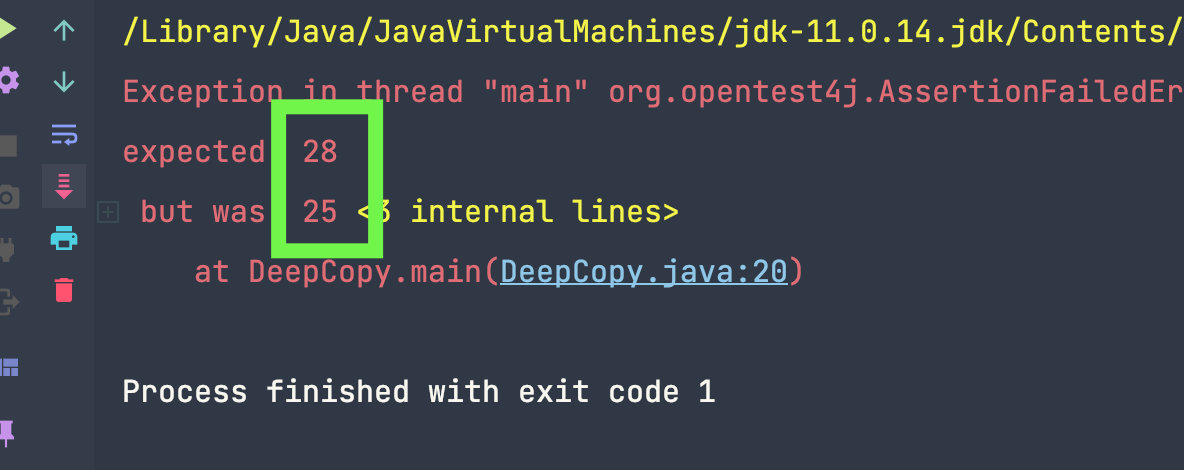 /Library/Java/JavaVirtualMachines/jdk-11.0.14.jdk/Contents/
Exception in thread "main" org.opentest4j.AssertionFailedEr
expected 28
but was 25 <3 internal lines>
at DeepCopy.main(DeepCopy.java:20)
Process finished with exit code 1